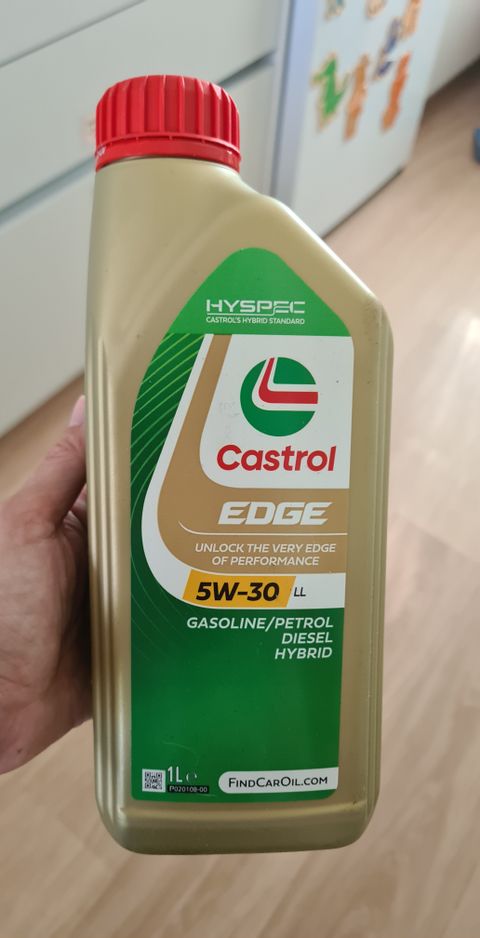 HYSPEC
CASTROL'S HYBRID STANDARD
Castrol
EDGE
UNLOCK THE VERY EDGE
OF PERFORMANCE
5W-30 LL
GASOLINE/PETROL
DIESEL
HYBRID
1L e
P020108-00
FINDCAROIL.COM